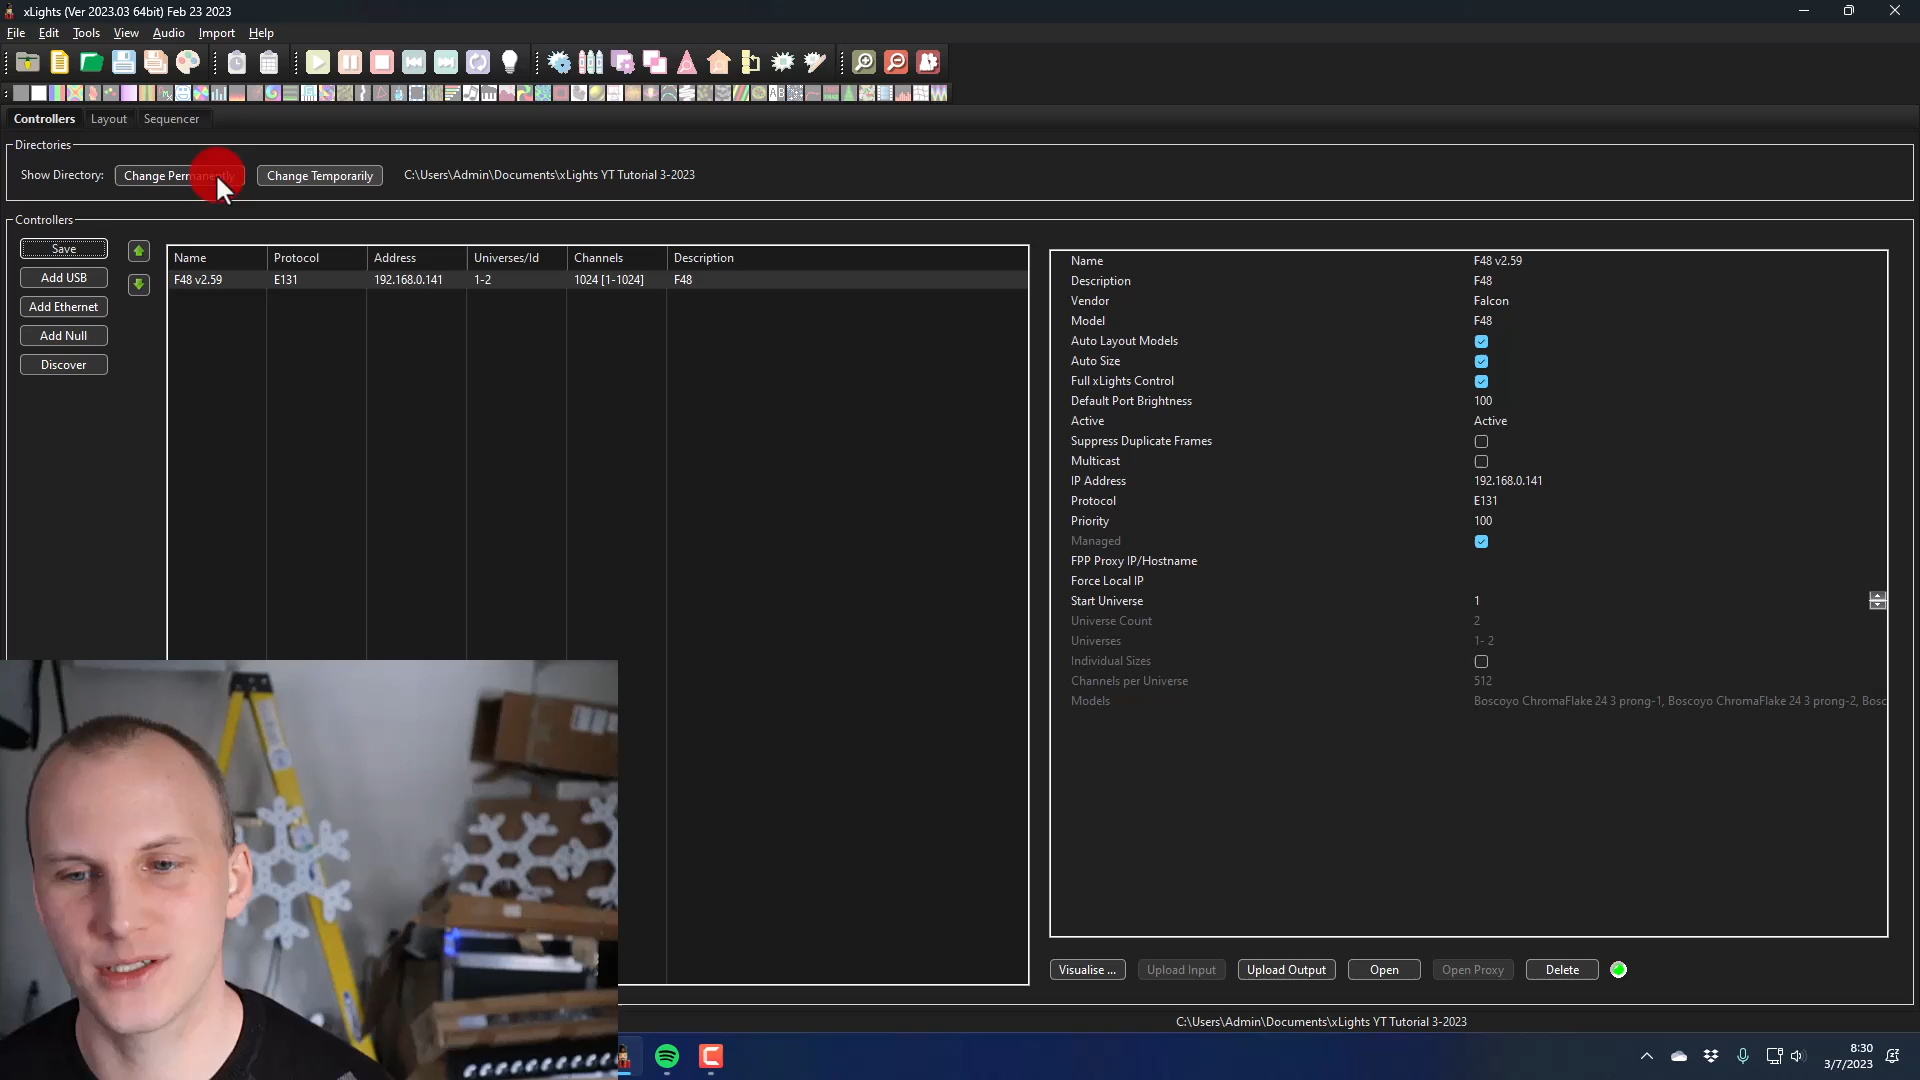 xLights (Ver 2023.03 64bit) Feb 23 2023
File Edit Tools View Audio Import Help
Controllers Layout Sequencer
Directories
Show Directory: Change Permanently Change Temporarily C:\Users\Admin\Documents\xLights YT Tutorial 3-2023
Controllers
Save
Add USB
Add Ethernet
Add Null
Discover
Name Protocol Address Universes/Id Channels Description
F48 v2.59 E131 192.168.0.141 1-2 1024 [1-1024] F48
Name F48 v2.59
Description F48
Vendor Falcon
Model F48
Auto Layout Models
Auto Size
Full xLights Control
Default Port Brightness 100
Active Active
Suppress Duplicate Frames
Multicast
IP Address 192.168.0.141
Protocol E131
Priority 100
Managed
FPP Proxy IP/Hostname
Force Local IP
Start Universe 1
Universe Count 2
Universes 1- 2
Individual Sizes
Channels per Universe 512
Models Boscoyo ChromaFlake 24 3 prong-1, Boscoyo ChromaFlake 24 3 prong-2, Bosc
Visualise ... Upload Input Upload Output Open Open Proxy Delete
C:\Users\Admin\Documents\xLights YT Tutorial 3-2023
8:30
3/7/2023